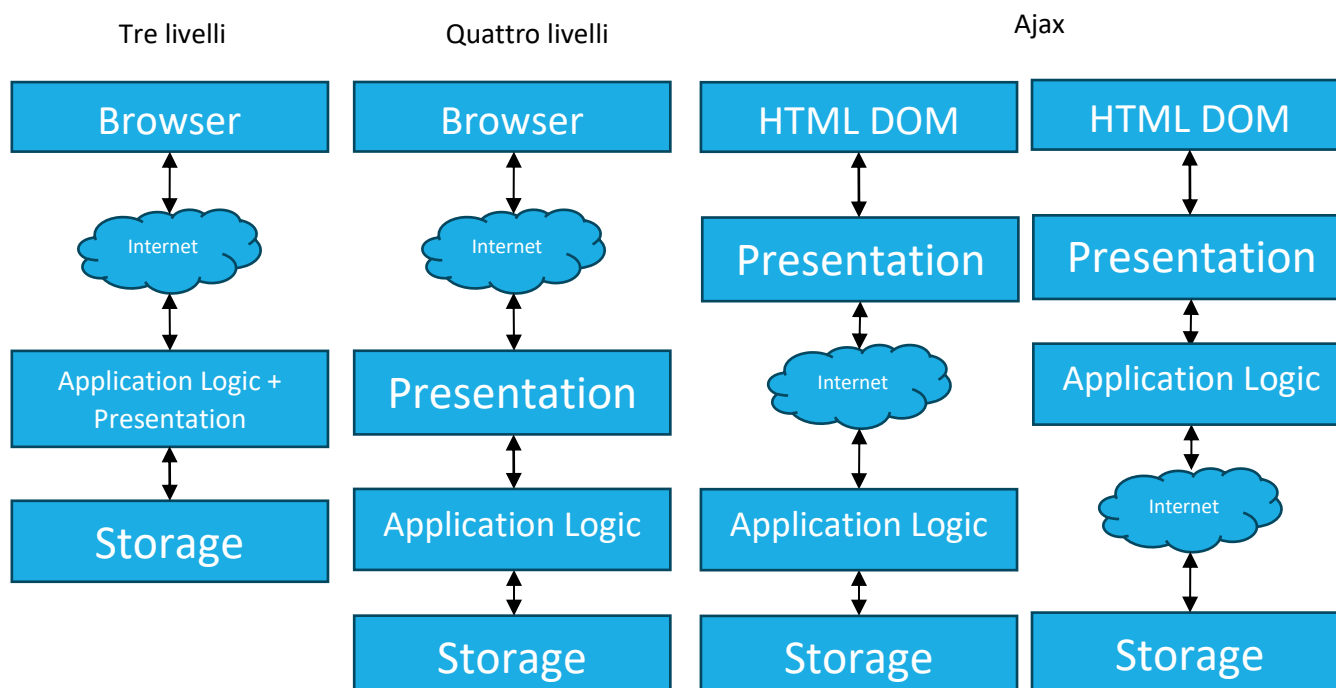 Tre livelli
Browser
Internet
Application Logic +
Presentation
Storage
Quattro livelli
Browser
Internet
Presentation
Application Logic
Storage
Ajax
HTML DOM
Presentation
Internet
Application Logic
Storage
HTML DOM
Presentation
Application Logic
Internet
Storage